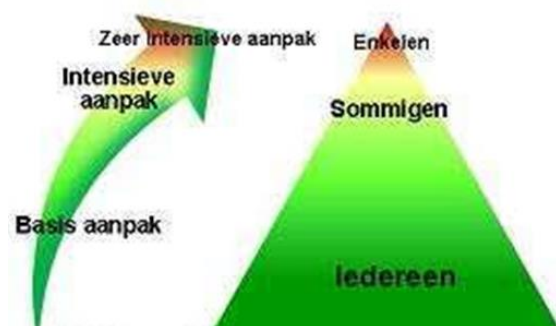 Zeer Intensieve aanpak
Intensieve
aanpak
Basis aanpak
Enkelen
Sommigen
Iedereen